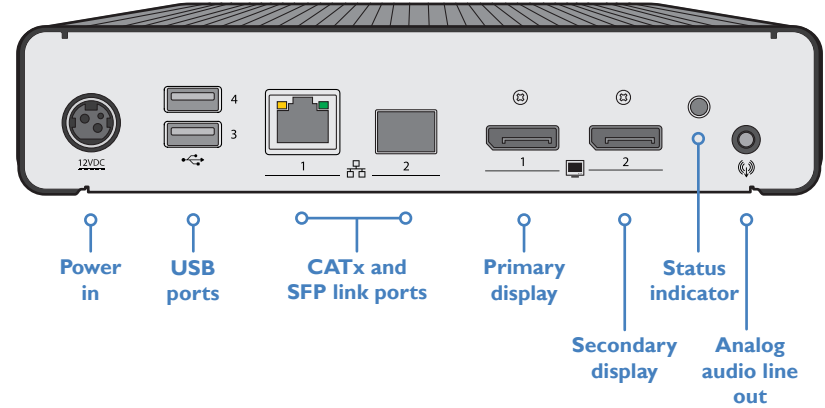 4
3
12VDC
1
2
1
2
Power
in
USB
ports
CATx and
SFP link ports
Primary
display
Status
indicator
Secondary
display
Analog
audio line
out